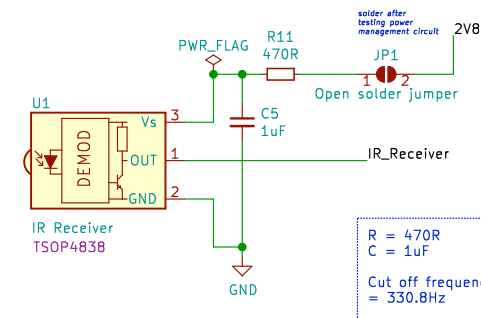 solder after
testing power
management circuit
2V8
R11
PWR_FLAG
470R
JP1
1
2
Open solder jumper
U1
C5
1uF
3
Vs
DEMOD
OUT
1
IR_Receiver
2
GND
IR Receiver
TSOP4838
GND
R = 470R
C = 1uF
Cut off frequen
= 330.8Hz